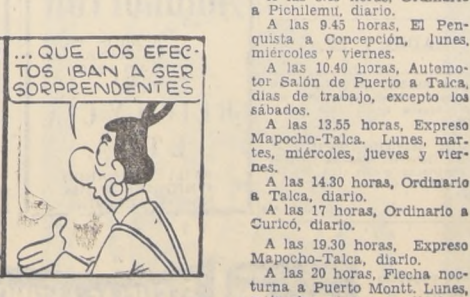 ... QUE LOS EFEC-
TOS IBAN A SER
SORPRENDENTES
a Pichilemu, diario.
A las 9.45 horas, El Pen-
quista a Concepción, lunes,
miércoles y viernes.
A las 10.40 horas, Automo-
tor Salón de Puerto a Talca,
días de trabajo, excepto los
sábados.
A las 13.55 horas, Expreso
Mapocho-Talca. Lunes, mar-
tes, miércoles, jueves y vier-
nes.
A las 14.30 horas, Ordinario
a Talca, diario.
A las 17 horas, Ordinario a
Curicó, diario.
A las 19.30 horas, Expreso
Mapocho-Talca, diario.
A las 20 horas, Flecha noc-
turna a Puerto Montt. Lunes,